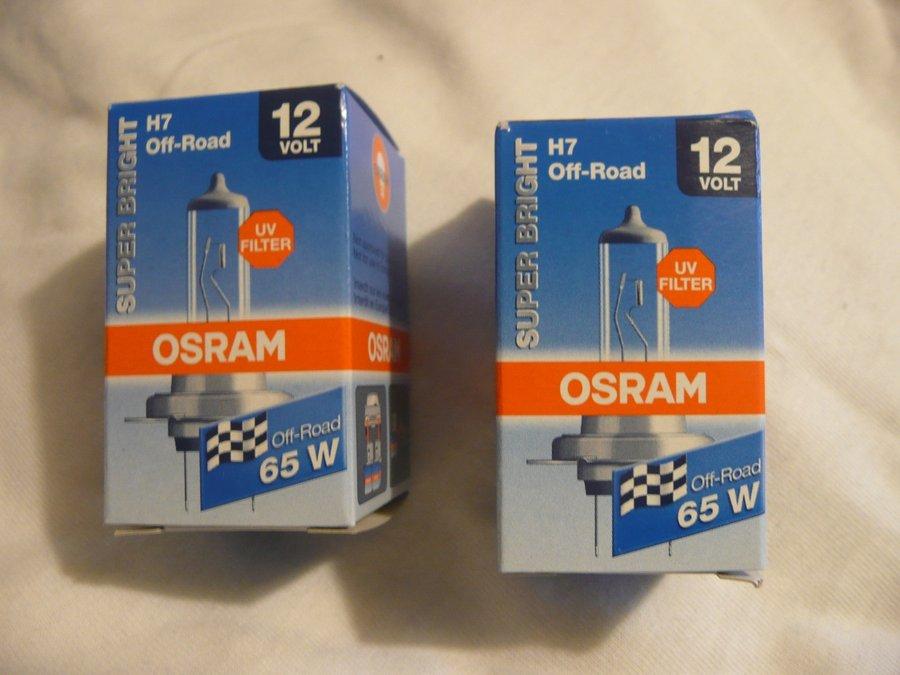 SUPER BRIGHT
H7
Off-Road
12
VOLT
UV
FILTER
OSRAM
Off-Road
65 W
OSR
SUPER BRIGHT
H7
Off-Road
12
VOLT
UV
FILTER
OSRAM
Off-Road
65 W